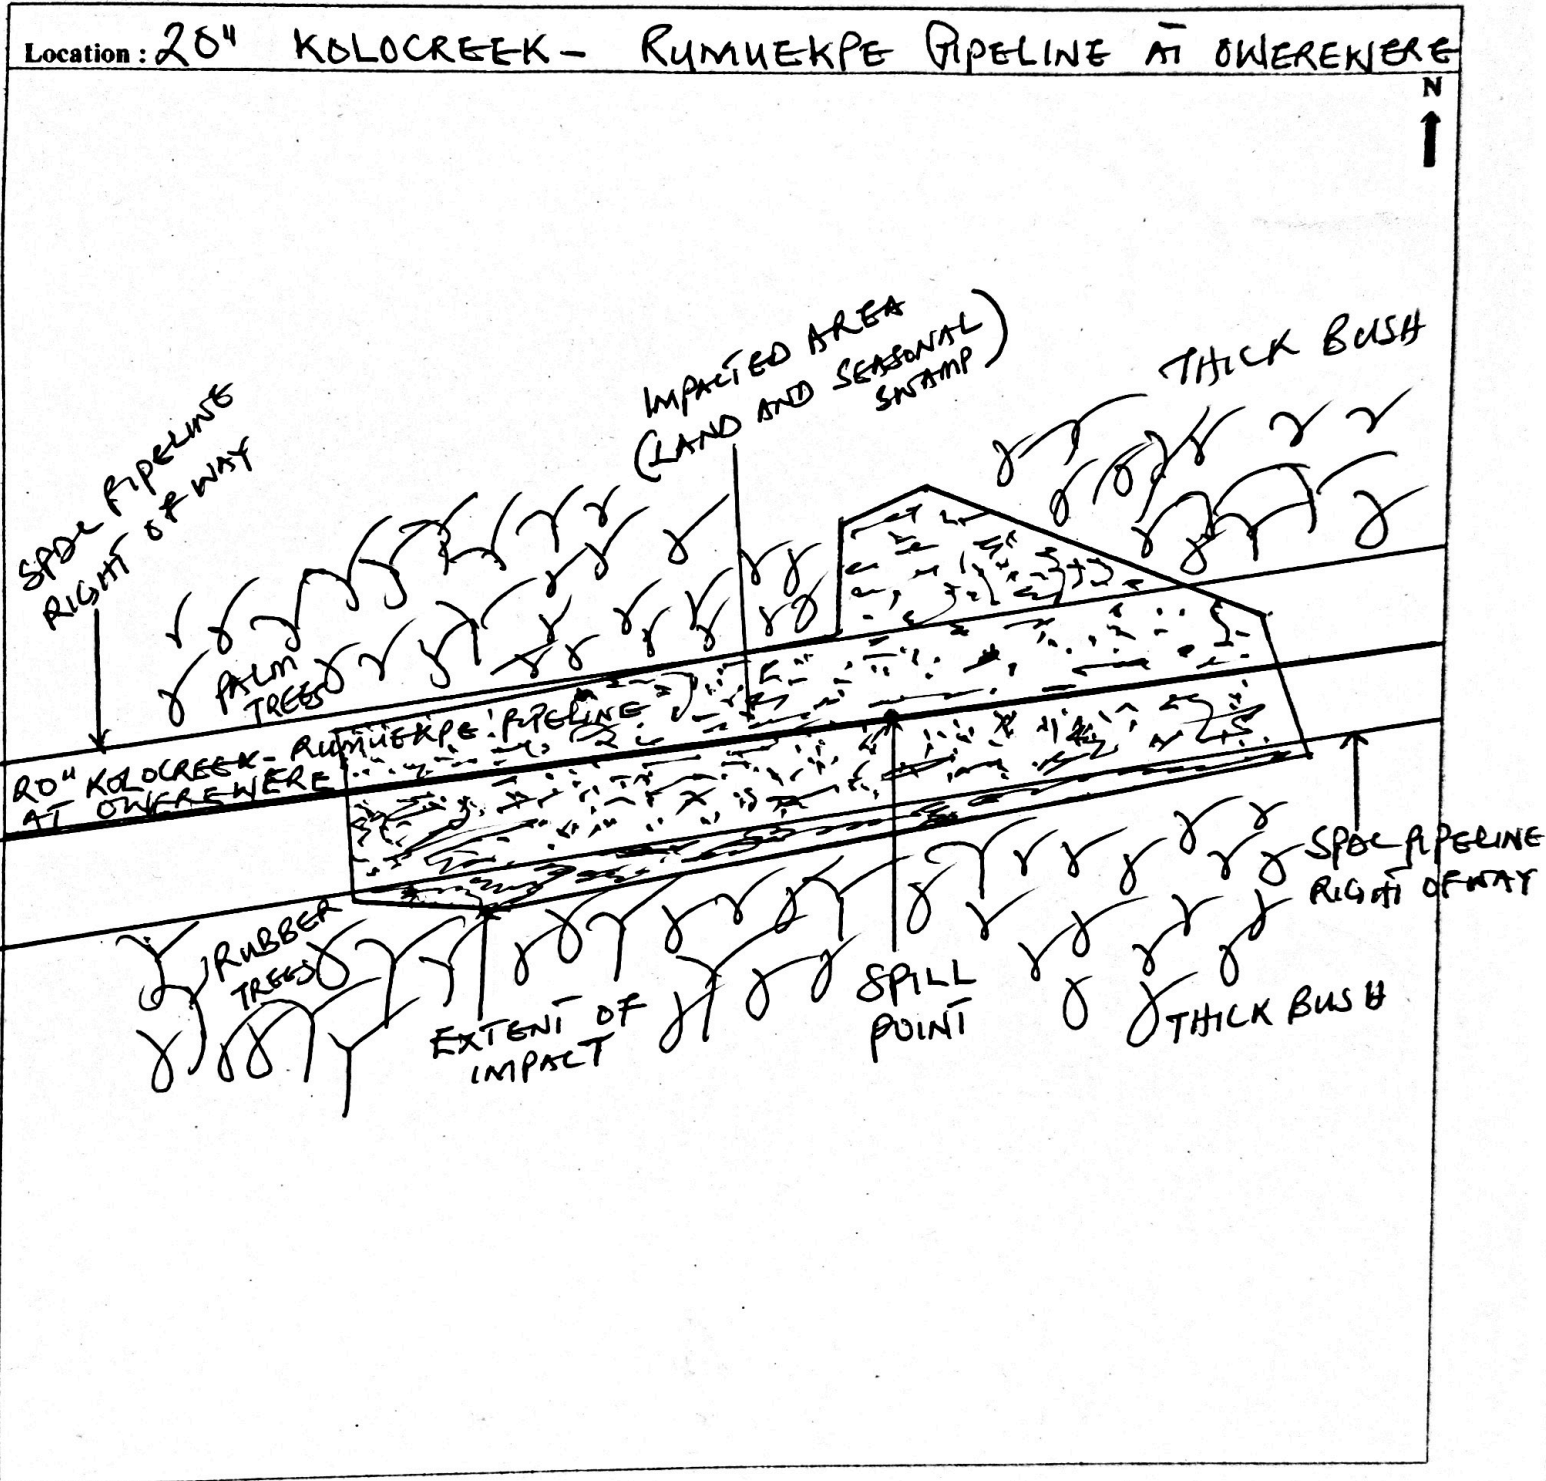 Location : 20" KOLOCREEK - RUMUEKPE PIPELINE AT OWEREWERE
N
IMPACTED AREA
(LAND AND SEASONAL
SWAMP)
THICK BUSH
SPDC PIPELINE
RIGHT OF WAY
PALM
TREES
20" KOLOCREEK - RUMUEKPE PIPELINE
AT OWEREWERE
SPDC PIPELINE
RIGHT OF WAY
RUBBER
TREES
EXTENT OF
IMPACT
SPILL
POINT
THICK BUSH